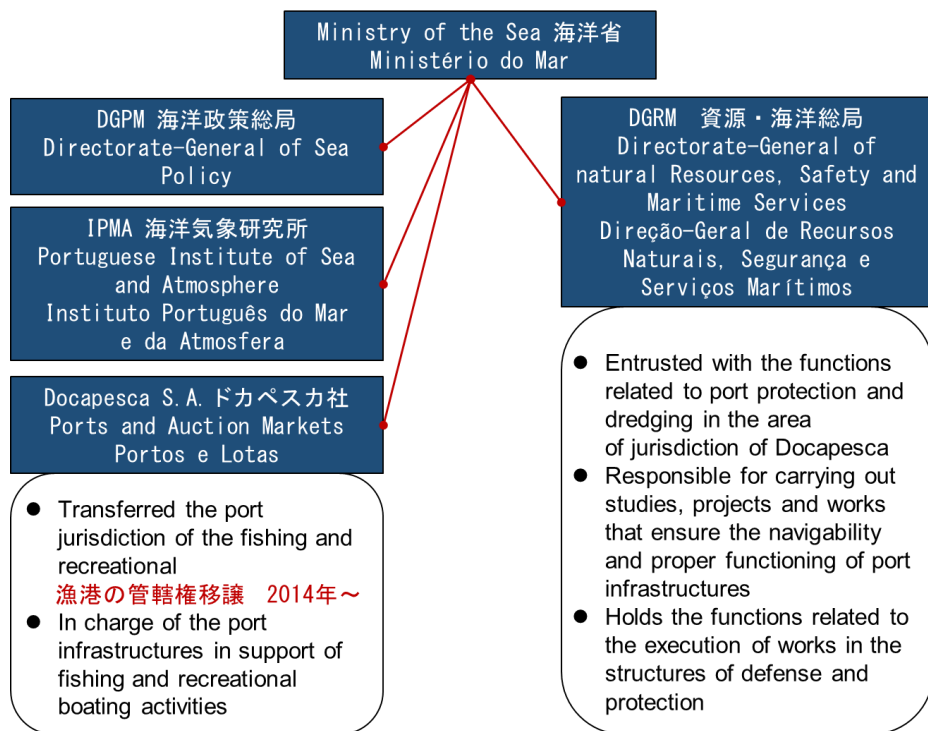 Ministry of the Sea 海洋省
Ministério do Mar
DGPM 海洋政策総局
Directorate-General of Sea
Policy
IPMA 海洋気象研究所
Portuguese Institute of Sea
and Atmosphere
Instituto Português do Mar
e da Atmosfera
Docapesca S.A.ドカペスカ社
Ports and Auction Markets
Portos e Lotas
● Transferred the port
jurisdiction of the fishing and
recreational
漁港の管轄権移譲 2014年～
● In charge of the port
infrastructures in support of
fishing and recreational
boating activities
DGRM 資源・海洋総局
Directorate-General of
natural Resources, Safety and
Maritime Services
Direção-Geral de Recursos
Naturais, Segurança e
Serviços Marítimos
● Entrusted with the functions
related to port protection and
dredging in the area
of jurisdiction of Docapesca
● Responsible for carrying out
studies, projects and works
that ensure the navigability
and proper functioning of port
infrastructures
● Holds the functions related to
the execution of works in the
structures of defense and
protection